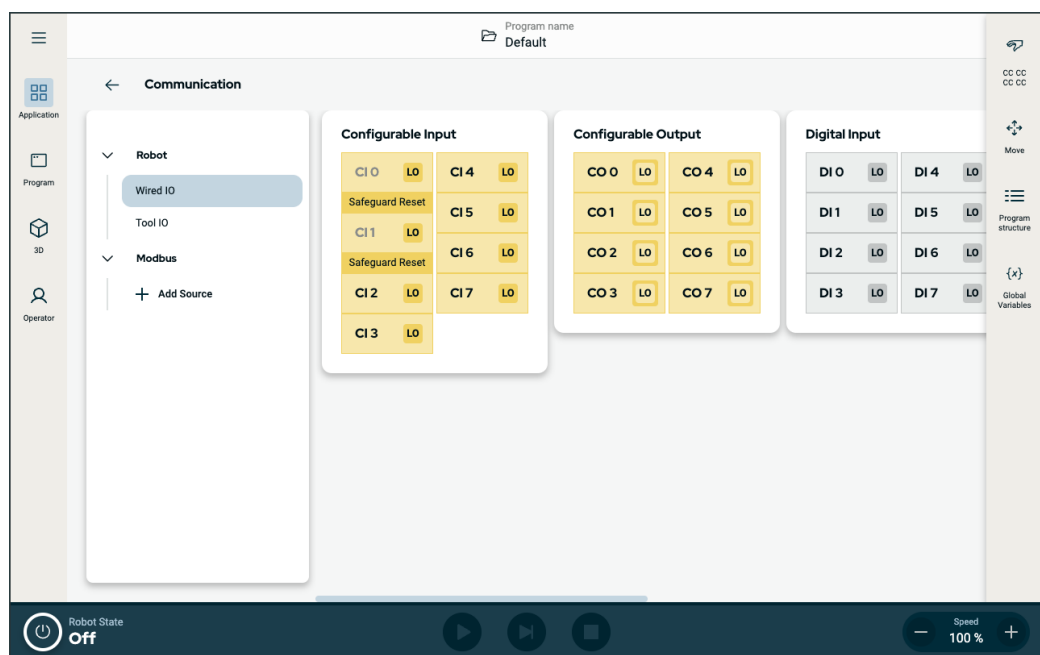 Program name
Default
Communication
Application
Program
3D
Operator
Robot
Wired IO
Tool IO
Modbus
Add Source
Configurable Input
CI 0 LO CI 4 LO
Safeguard Reset
CI 5 LO
CI 1 LO
CI 6 LO
Safeguard Reset
CI 2 LO CI 7 LO
CI 3 LO
Configurable Output
CO 0 LO CO 4 LO
CO 1 LO CO 5 LO
CO 2 LO CO 6 LO
CO 3 LO CO 7 LO
Digital Input
DI 0 LO DI 4 LO
DI 1 LO DI 5 LO
DI 2 LO DI 6 LO
DI 3 LO DI 7 LO
CC CC
CC CC
Move
Program
structure
{x}
Global
Variables
Robot State
Off
Speed
100 %